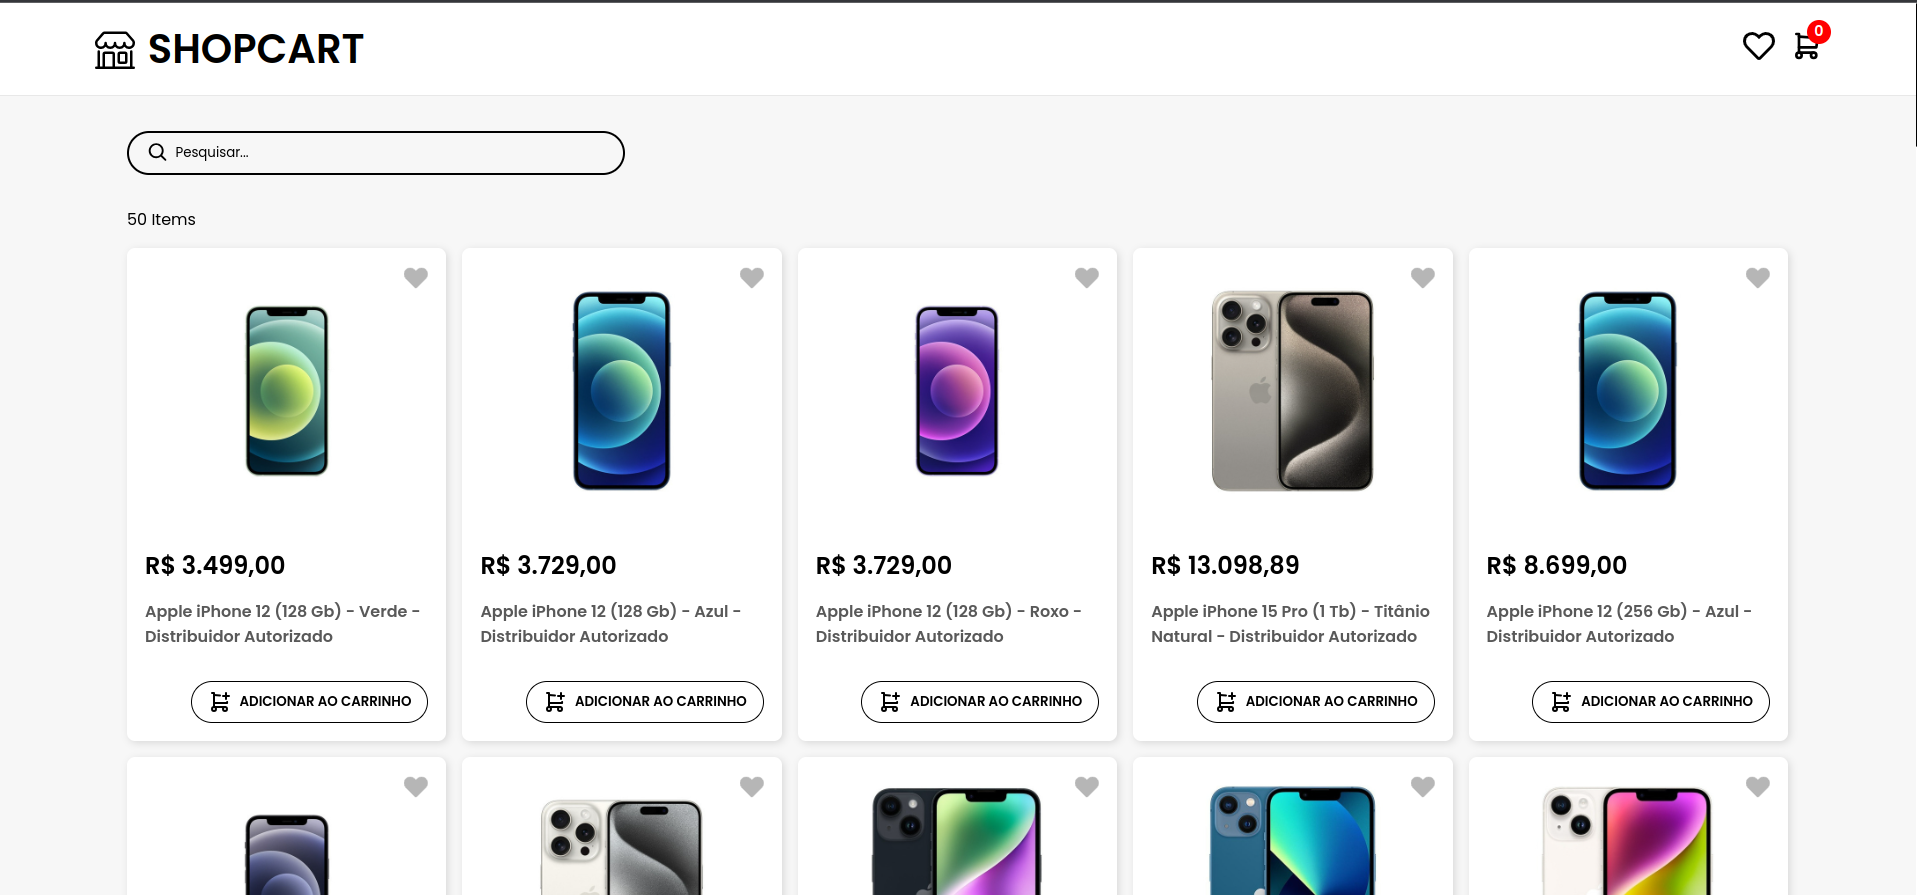 SHOPCART
0
Pesquisar...
50 Items
R$ 3.499,00
Apple iPhone 12 (128 Gb) - Verde -
Distribuidor Autorizado
ADICIONAR AO CARRINHO
R$ 3.729,00
Apple iPhone 12 (128 Gb) - Azul -
Distribuidor Autorizado
ADICIONAR AO CARRINHO
R$ 3.729,00
Apple iPhone 12 (128 Gb) - Roxo -
Distribuidor Autorizado
ADICIONAR AO CARRINHO
R$ 13.098,89
Apple iPhone 15 Pro (1 Tb) - Titânio
Natural - Distribuidor Autorizado
ADICIONAR AO CARRINHO
R$ 8.699,00
Apple iPhone 12 (256 Gb) - Azul -
Distribuidor Autorizado
ADICIONAR AO CARRINHO